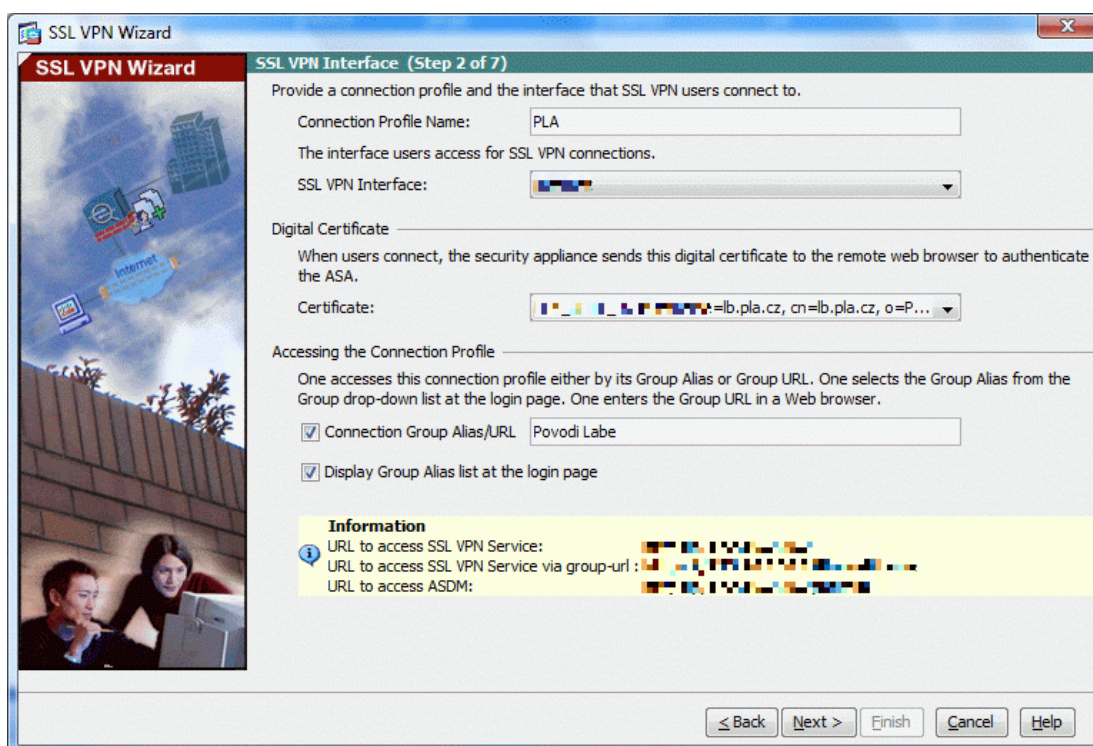 SSL VPN Wizard
SSL VPN Wizard
Internet
SSL VPN Interface (Step 2 of 7)
Provide a connection profile and the interface that SSL VPN users connect to.
Connection Profile Name: PLA
The interface users access for SSL VPN connections.
SSL VPN Interface:
Digital Certificate
When users connect, the security appliance sends this digital certificate to the remote web browser to authenticate
the ASA.
Certificate: =lb.pla.cz, cn=lb.pla.cz, o=P...
Accessing the Connection Profile
One accesses this connection profile either by its Group Alias or Group URL. One selects the Group Alias from the
Group drop-down list at the login page. One enters the Group URL in a Web browser.
Connection Group Alias/URL Povodi Labe
Display Group Alias list at the login page
Information
URL to access SSL VPN Service:
URL to access SSL VPN Service via group-url :
URL to access ASDM:
< Back Next > Finish Cancel Help